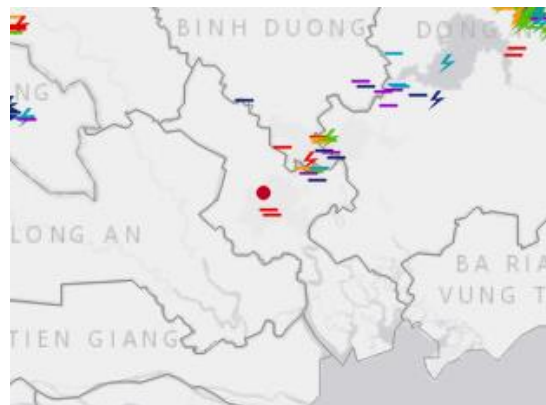 BINH DUONG
DONG N
NG
LONG AN
BA RIA
VUNG T
TIEN GIANG